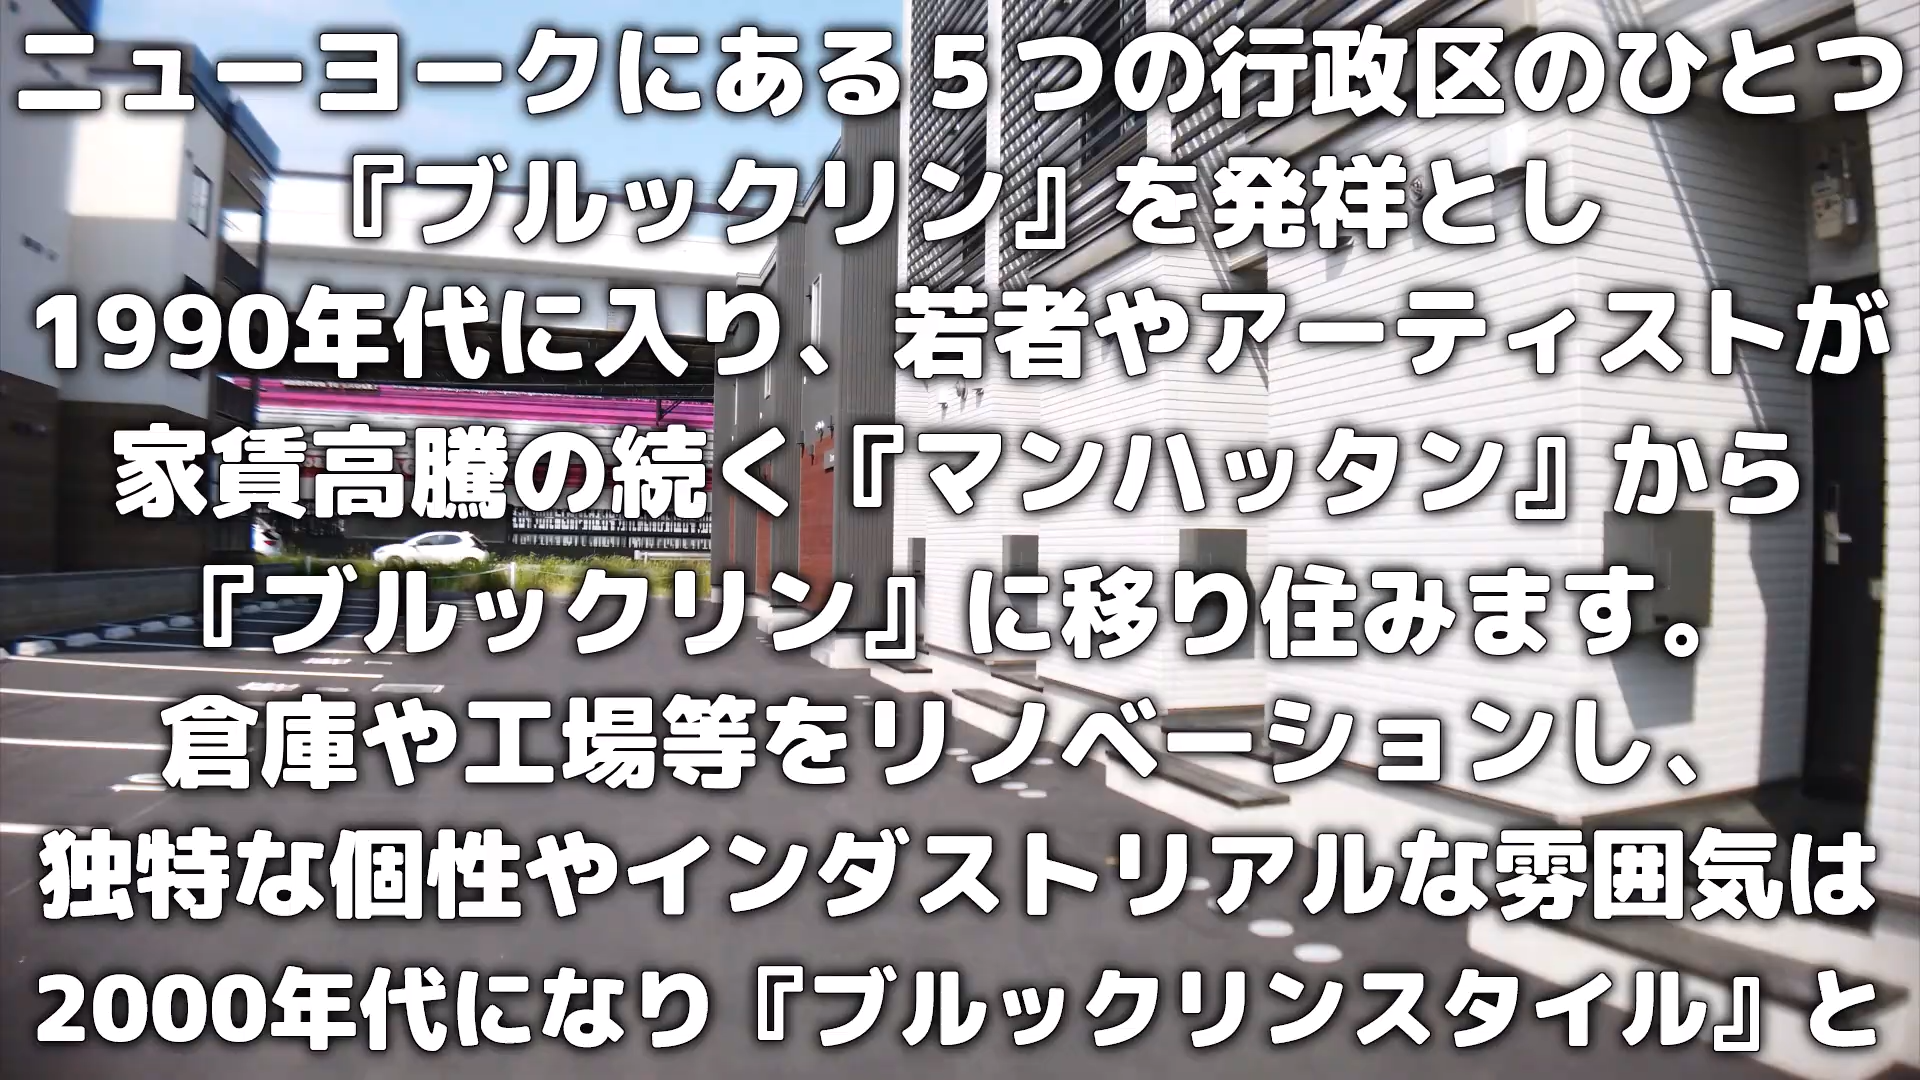 ニューヨークにある５つの行政区のひとつ
『ブルックリン』を発祥とし
1990年代に入り、若者やアーティストが
家賃高騰の続く『マンハッタン』から
『ブルックリン』に移り住みます。
倉庫や工場等をリノベーションし、
独特な個性やインダストリアルな雰囲気は
2000年代になり『ブルックリンスタイル』と